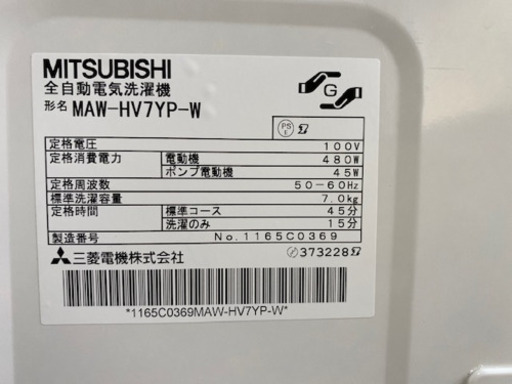 MITSUBISHI
全自動電気洗濯機
形名 MAW-HV7YP-W
G
PS E
定格電圧 100V
定格消費電力 電動機 480W
ポンプ電動機 45W
定格周波数 50-60Hz
標準洗濯容量 7.0kg
定格時間 標準コース 45分
洗濯のみ 15分
製造番号 No.1165C0369
三菱電機株式会社 373228
*1165C0369MAW-HV7YP-W*